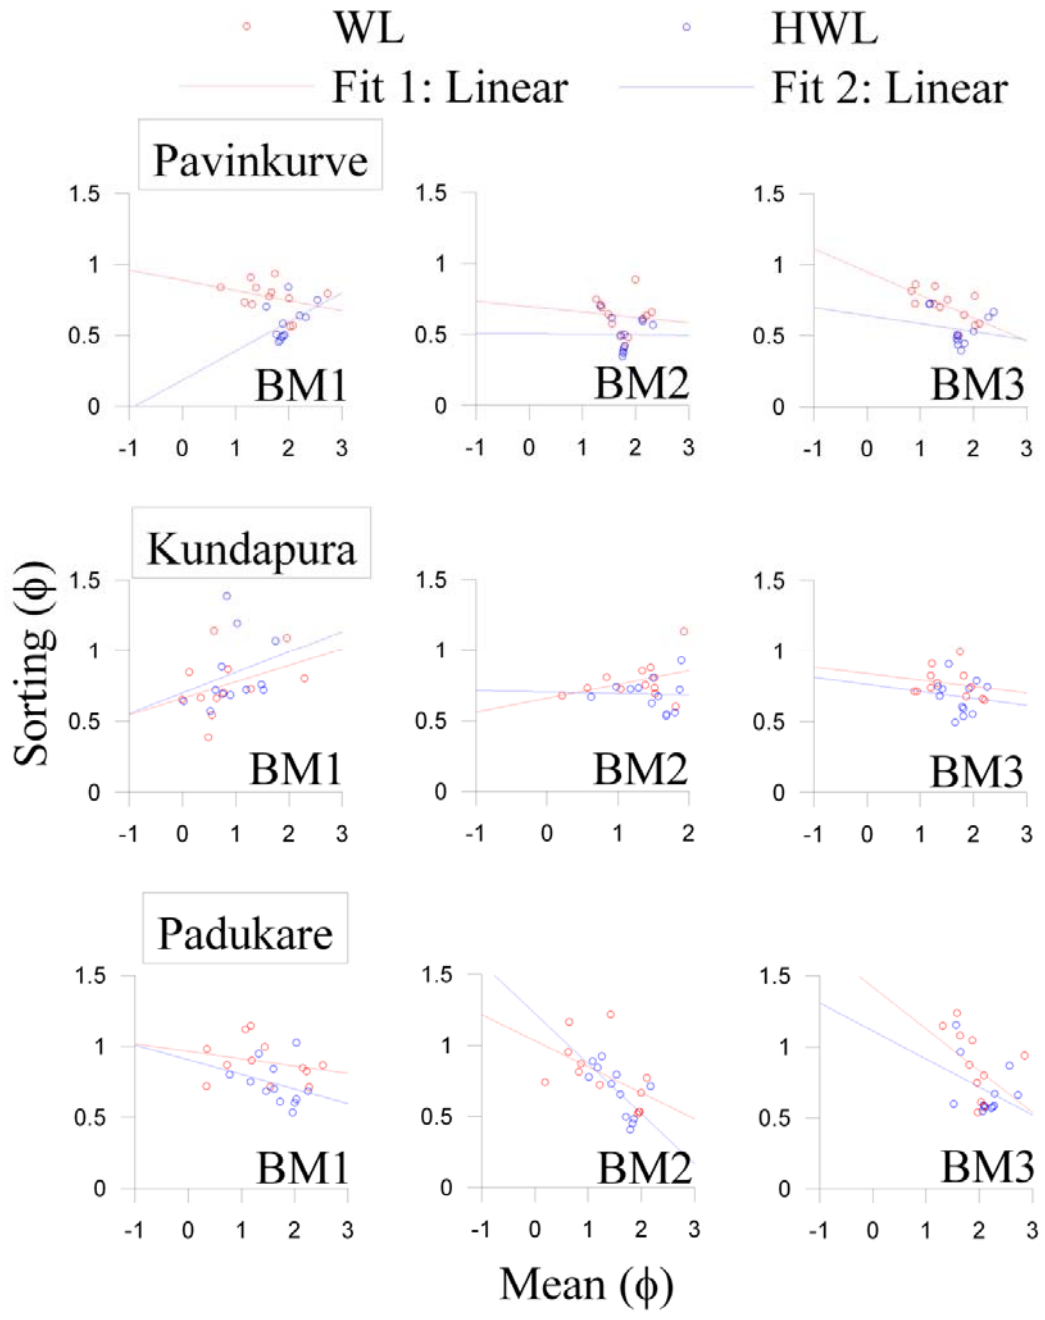 WL HWL
Fit 1: Linear Fit 2: Linear
Pavinkurve
1.5 1.5 1.5
1 1 1
0.5 0.5 0.5
BM1 BM2 BM3
0 0 0
-1 0 1 2 3 -1 0 1 2 3 -1 0 1 2 3
Kundapura
1.5 1.5 1.5
1 1 1
Sorting (ϕ)
0.5 0.5 0.5
BM1 BM2 BM3
0 0 0
-1 0 1 2 3 -1 0 1 2 -1 0 1 2 3
Padukare
1.5 1.5 1.5
1 1 1
0.5 0.5 0.5
BM1 BM2 BM3
0 0 0
-1 0 1 2 3 -1 0 1 2 3 -1 0 1 2 3
Mean (ϕ)